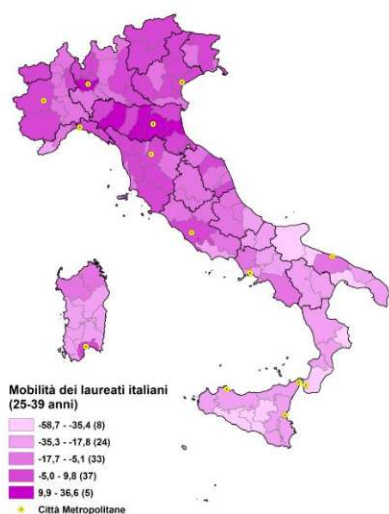 Mobilità dei laureati italiani
(25-39 anni)
-58,7 - -35,4 (8)
-35,3 - -17,8 (24)
-17,7 - -5,1 (33)
-5,0 - 9,8 (37)
9,9 - 36,6 (5)
Città Metropolitane